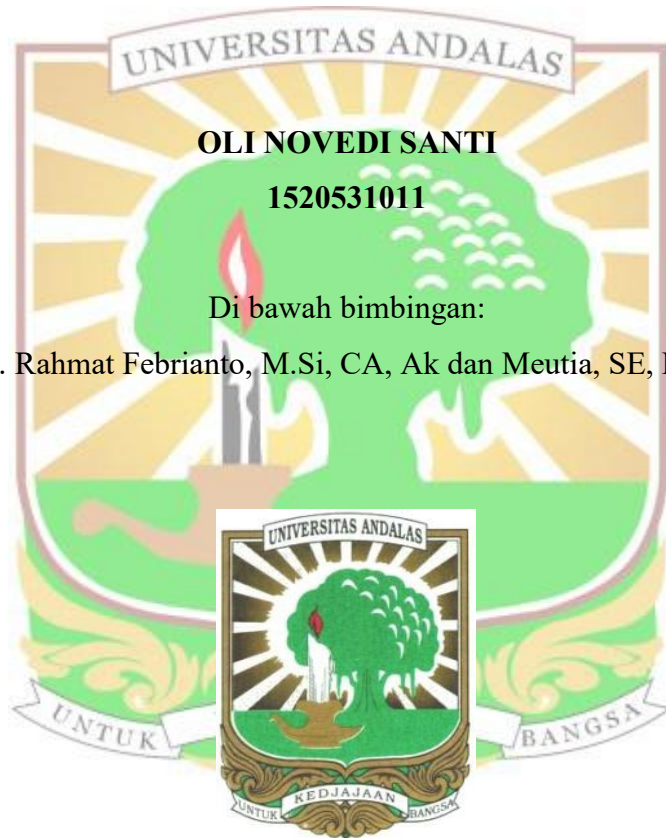 UNIVERSITAS ANDALAS
OLI NOVEDI SANTI
1520531011
Di bawah bimbingan:
. Rahmat Febrianto, M.Si, CA, Ak dan Meutia, SE,
UNIVERSITAS ANDALAS
UNTUK BANGSA
UNTUK KEDJAJAAN BANGSA